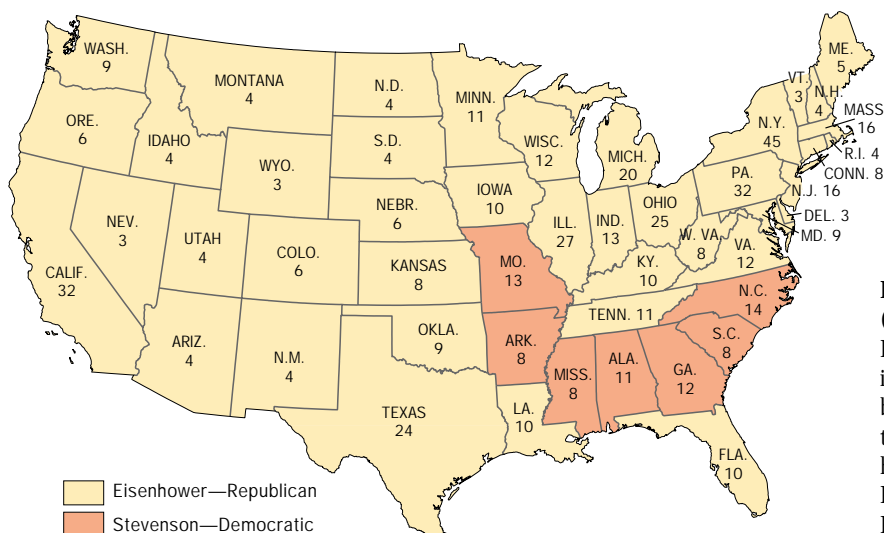 WASH.
9
MONTANA
4
N.D.
4
MINN.
11
ME.
5
VT.
3
N.H.
4
MASS
16
ORE.
6
IDAHO
4
S.D.
4
WISC.
12
MICH.
20
N.Y.
45
R.I. 4
CONN. 8
WYO.
3
IOWA
10
PA.
32
N.J. 16
NEBR.
6
OHIO
25
DEL. 3
MD. 9
NEV.
3
UTAH
4
COLO.
6
ILL.
27
IND.
13
W. VA.
8
VA.
12
CALIF.
32
KANSAS
8
MO.
13
KY.
10
N.C.
14
TENN. 11
ARIZ.
4
N.M.
4
OKLA.
9
ARK.
8
S.C.
8
MISS.
8
ALA.
11
GA.
12
TEXAS
24
LA.
10
FLA.
10
Eisenhower—Republican
Stevenson—Democratic